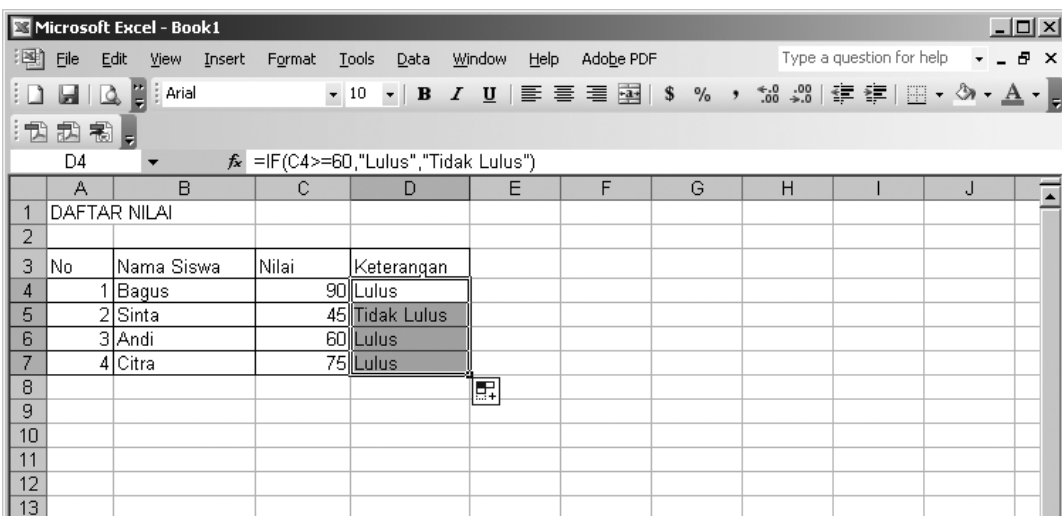 Microsoft Excel - Book1
File Edit View Insert Format Tools Data Window Help Adobe PDF Type a question for help
Arial 10 B I U $ % , .00 .0 A
D4 fx =IF(C4>=60,"Lulus","Tidak Lulus")
A B C D E F G H I J
1 DAFTAR NILAI
2
3 No Nama Siswa Nilai Keterangan
4 1 Bagus 90 Lulus
5 2 Sinta 45 Tidak Lulus
6 3 Andi 60 Lulus
7 4 Citra 75 Lulus
8
9
10
11
12
13